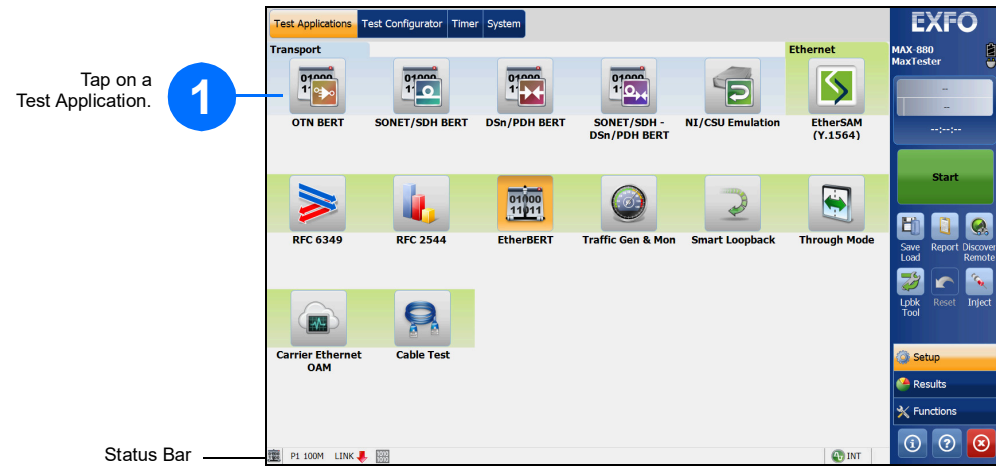 Tap on a
Test Application.
1
Status Bar
Test Applications Test Configurator Timer System
Transport
Ethernet
OTN BERT
SONET/SDH BERT
DSn/PDH BERT
SONET/SDH -
DSn/PDH BERT
NI/CSU Emulation
EtherSAM
(Y.1564)
RFC 6349
RFC 2544
01000
11011
EtherBERT
Traffic Gen & Mon
Smart Loopback
Through Mode
Carrier Ethernet
OAM
Cable Test
P1 100M LINK
INT
EXFO
MAX-880
MaxTester
--
--
--:--:--
Start
Save
Load
Report
Discover
Remote
Lpbk
Tool
Reset
Inject
Setup
Results
Functions